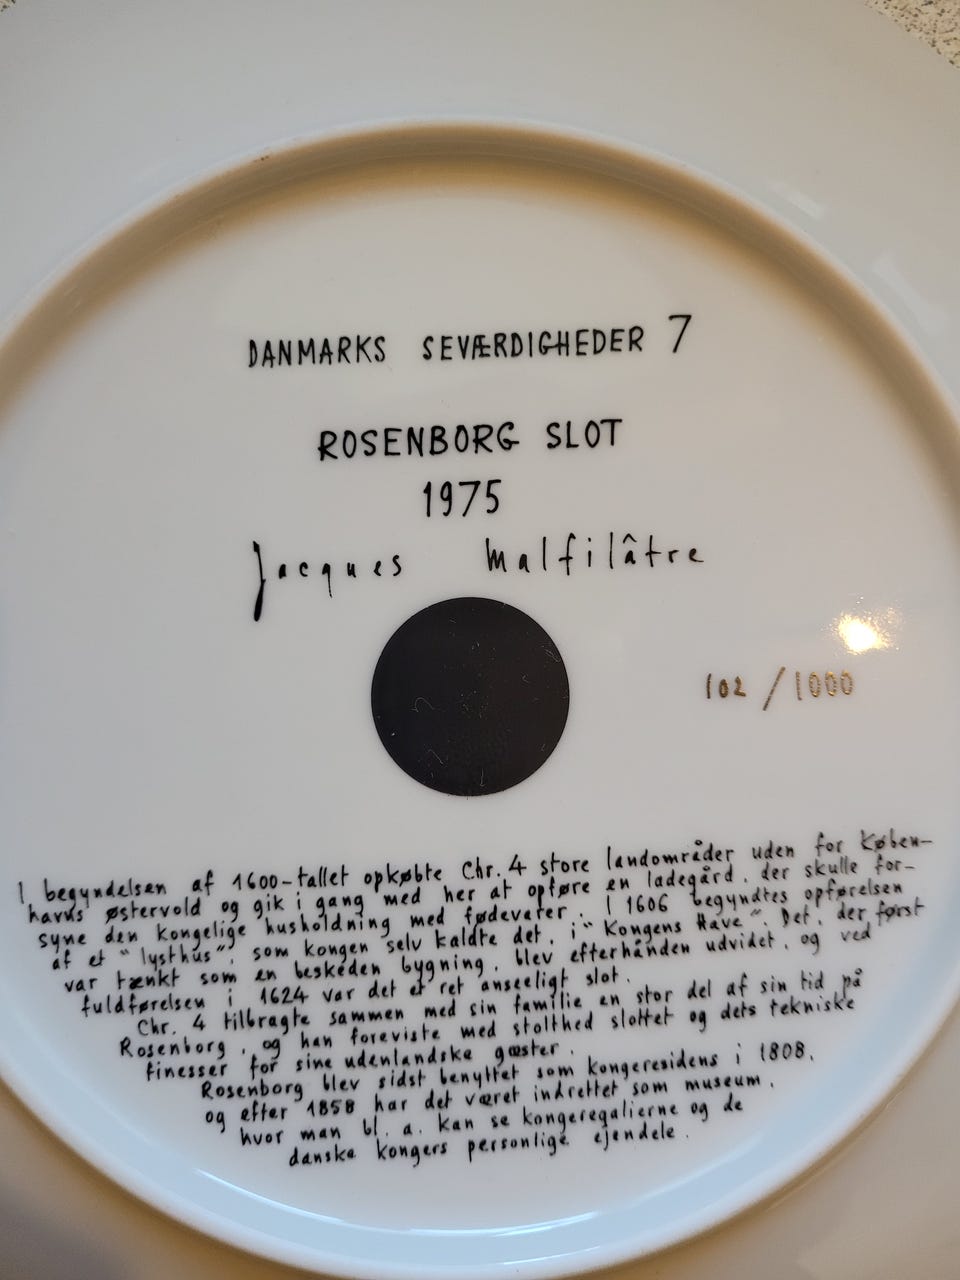 DANMARKS SEVÆRDIGHEDER 7
ROSENBORG SLOT
1975
Jacques Malfilâtre
102/1000
I begyndelsen af 1600-tallet opkøbte Chr. 4 store landområder uden for Køben-
havns østervold og gik i gang med her at opføre en ladegård, der skulle for-
syne den kongelige husholdning med fødevarer. I 1606 begyndtes opførelsen
af et "lysthus", som kongen selv kaldte det, i "Kongens Have". Det, der først
var tænkt som en beskeden bygning, blev efterhånden udvidet, og ved
fuldførelsen i 1624 var det et ret anseeligt slot.
Chr. 4 tilbragte sammen med sin familie en stor del af sin tid på
Rosenborg, og han foreviste med stolthed slottet og dets tekniske
finesser for sine udenlandske gæster.
Rosenborg blev sidst benyttet som kongeresidens i 1808,
og efter 1858 har det været indrettet som museum,
hvor man bl. a. kan se kongeregalierne og de
danske kongers personlige ejendele.